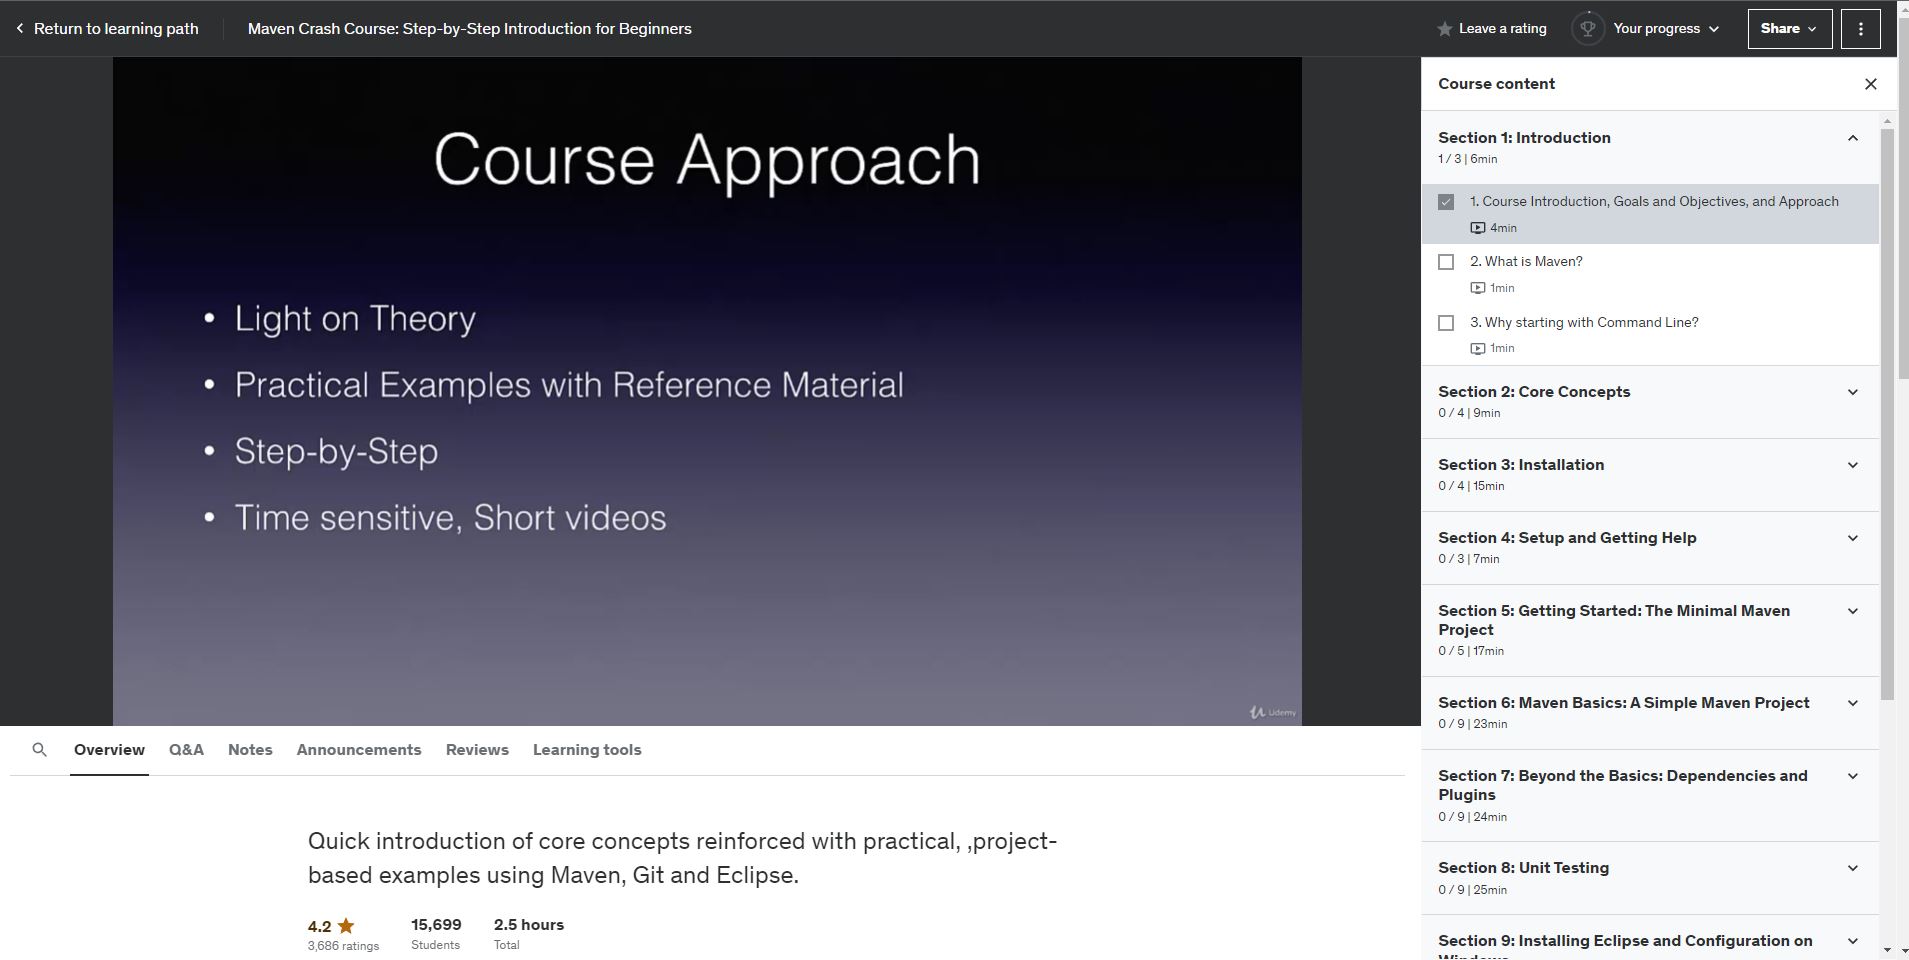 Return to learning path
Maven Crash Course: Step-by-Step Introduction for Beginners
Leave a rating
Your progress
Share
Course Approach
• Light on Theory
• Practical Examples with Reference Material
• Step-by-Step
• Time sensitive, Short videos
Udemy
Course content
Section 1: Introduction
1 / 3 | 6min
1. Course Introduction, Goals and Objectives, and Approach
4min
2. What is Maven?
1min
3. Why starting with Command Line?
1min
Section 2: Core Concepts
0 / 4 | 9min
Section 3: Installation
0 / 4 | 15min
Section 4: Setup and Getting Help
0 / 3 | 7min
Section 5: Getting Started: The Minimal Maven
Project
0 / 5 | 17min
Section 6: Maven Basics: A Simple Maven Project
0 / 9 | 23min
Section 7: Beyond the Basics: Dependencies and
Plugins
0 / 9 | 24min
Section 8: Unit Testing
0 / 9 | 25min
Section 9: Installing Eclipse and Configuration on
Overview
Q&A
Notes
Announcements
Reviews
Learning tools
Quick introduction of core concepts reinforced with practical, ,project-
based examples using Maven, Git and Eclipse.
4.2
3,686 ratings
15,699
Students
2.5 hours
Total